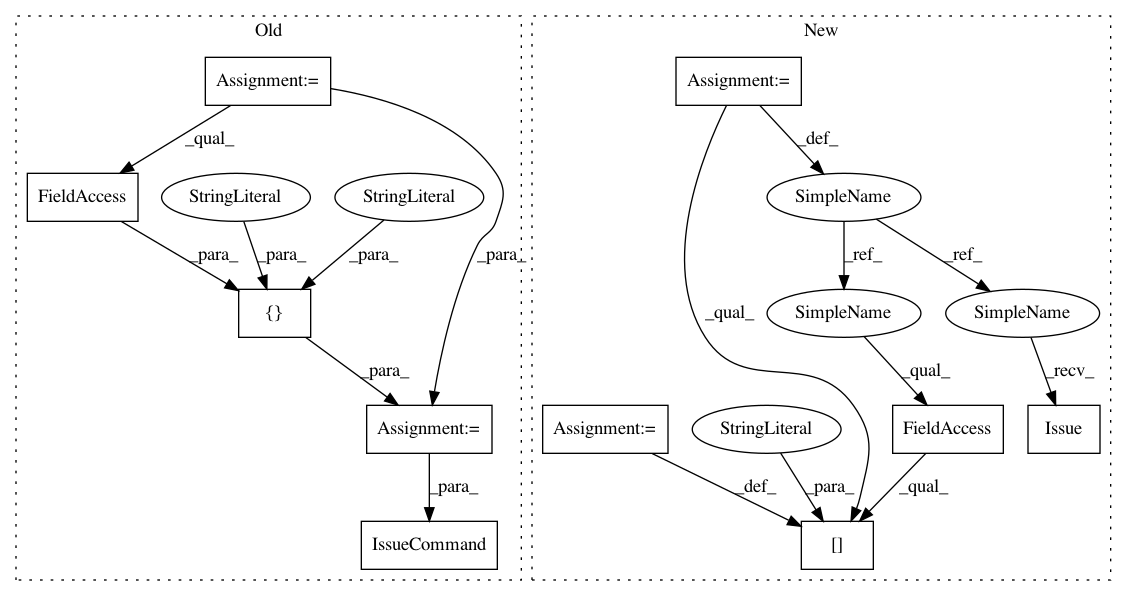 Old
New
Assignment:=
Assignment:=
_qual_
_def_
FieldAccess
StringLiteral
StringLiteral
SimpleName
_para_
_para_
_para_
_para_
_ref_
_ref_
{}
_qual_
SimpleName
SimpleName
_para_
_qual_
_recv_
Assignment:=
Assignment:=
StringLiteral
FieldAccess
Issue
_para_
_def_
_para_
_qual_
IssueCommand
[]